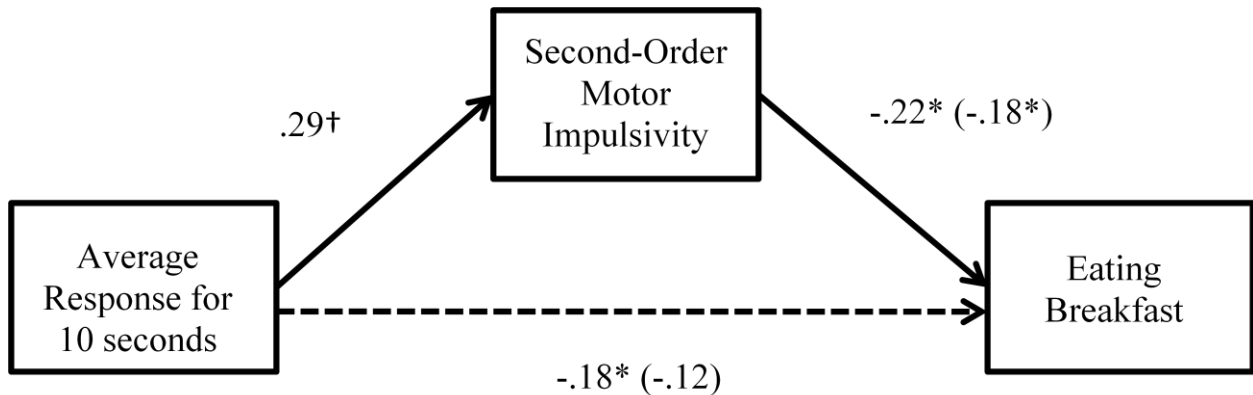 Second-Order
Motor
Impulsivity
.29†
-.22* (-.18*)
Average
Response for
10 seconds
Eating
Breakfast
-.18* (-.12)